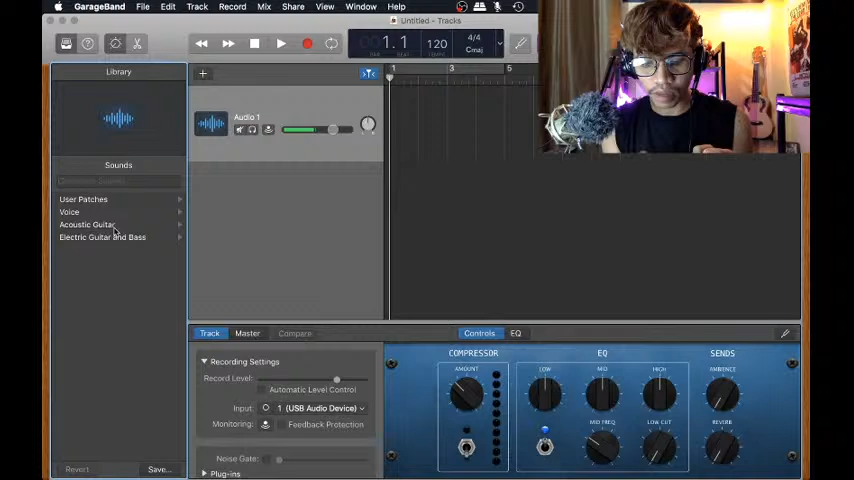 GarageBand File Edit Track Record Mix Share View Window Help
Untitled - Tracks
1.1 120 4/4 Cmaj
Library
1 3 5
Audio 1
Sounds
User Patches
Voice
Acoustic Guitar
Electric Guitar and Bass
Track Master Compare Controls EQ
Recording Settings
Record Level:
Automatic Level Control
Input: 1 (USB Audio Device)
Monitoring: Feedback Protection
Noise Gate:
Plug-ins
COMPRESSOR
AMOUNT
EQ
LOW MID HIGH
MID FREQ LOW CUT
SENDS
AMBIENCE
REVERB
Revert Save...